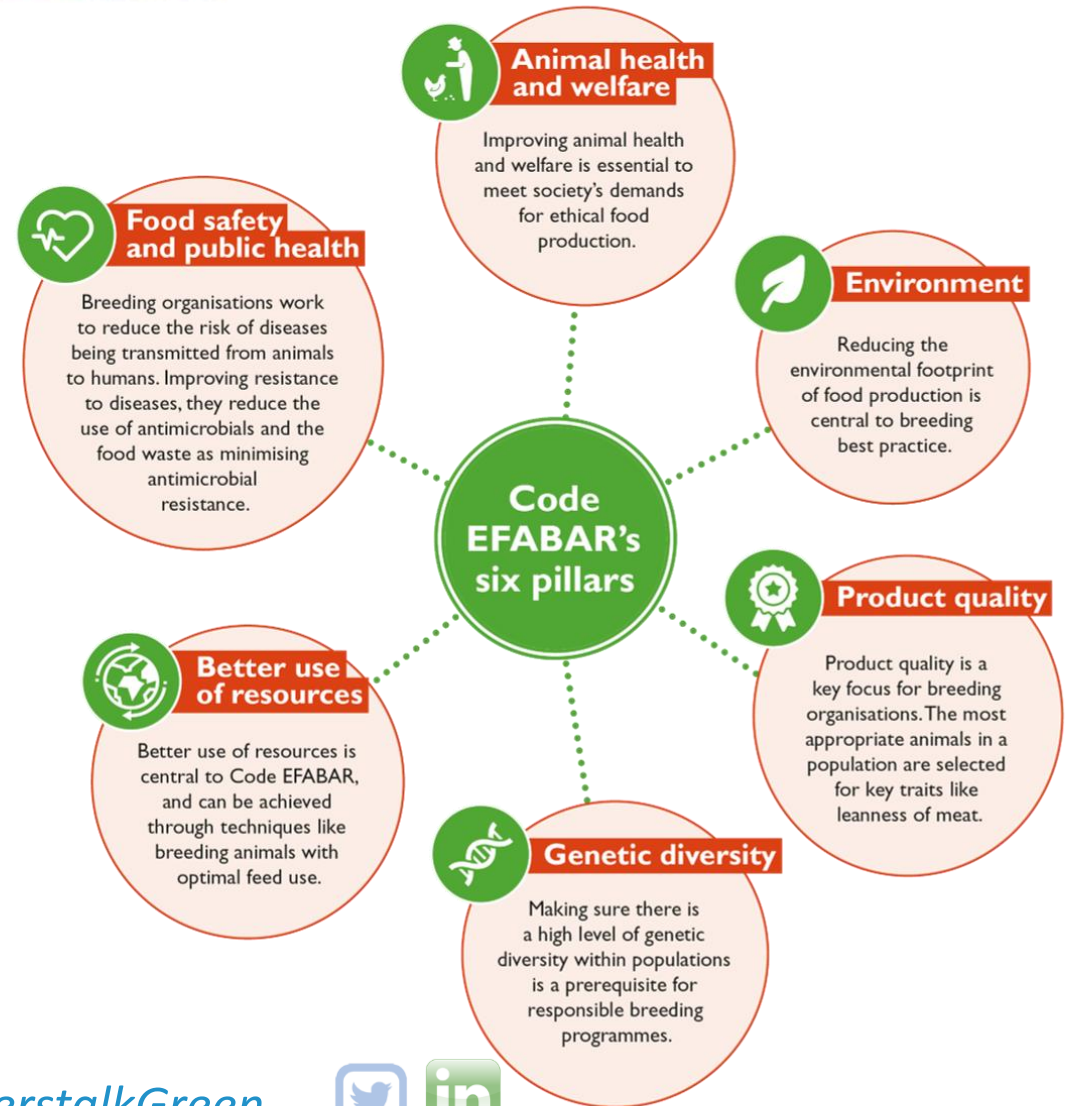 Animal health
and welfare
Improving animal health
and welfare is essential to
meet society's demands
for ethical food
production.
Food safety
and public health
Breeding organisations work
to reduce the risk of diseases
being transmitted from animals
to humans. Improving resistance
to diseases, they reduce the
use of antimicrobials and the
food waste as minimising
antimicrobial
resistance.
Environment
Reducing the
environmental footprint
of food production is
central to breeding
best practice.
Code
EFABAR's
six pillars
Product quality
Product quality is a
key focus for breeding
organisations. The most
appropriate animals in a
population are selected
for key traits like
leanness of meat.
Better use
of resources
Better use of resources is
central to Code EFABAR,
and can be achieved
through techniques like
breeding animals with
optimal feed use.
Genetic diversity
Making sure there is
a high level of genetic
diversity within populations
is a prerequisite for
responsible breeding
programmes.
erstalkGreen
in